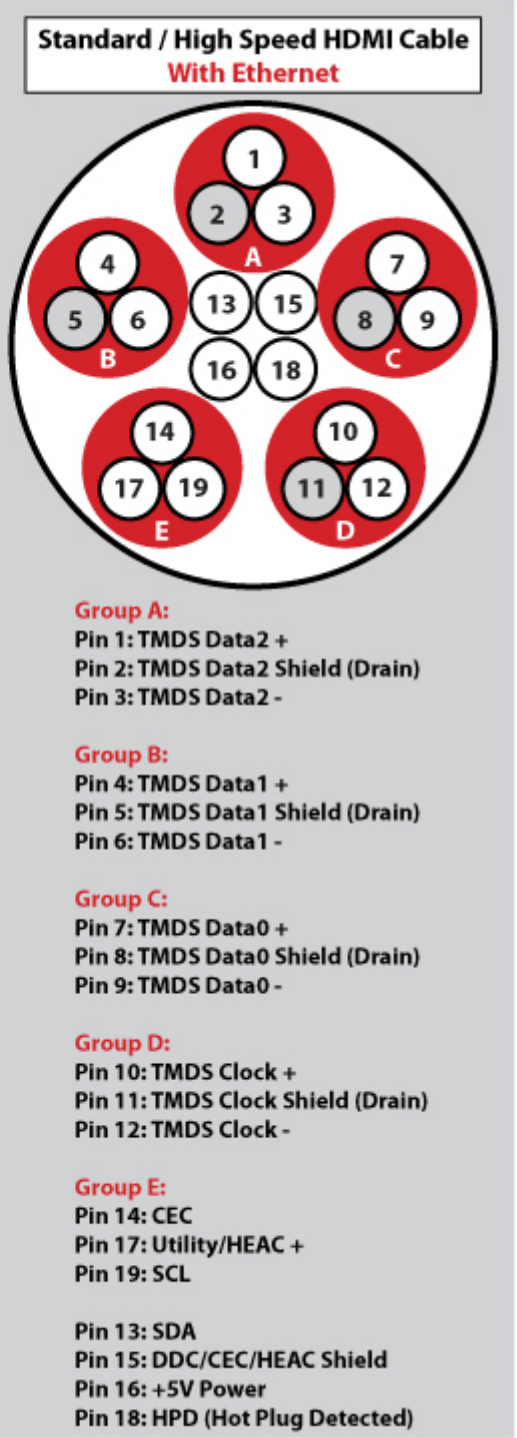 Standard / High Speed HDMI Cable
With Ethernet
1
2 3
A
4
5 6
B
7
8 9
C
13 15
16 18
14
17 19
E
10
11 12
D
Group A:
Pin 1: TMDS Data2 +
Pin 2: TMDS Data2 Shield (Drain)
Pin 3: TMDS Data2 -
Group B:
Pin 4: TMDS Data1 +
Pin 5: TMDS Data1 Shield (Drain)
Pin 6: TMDS Data1 -
Group C:
Pin 7: TMDS Data0 +
Pin 8: TMDS Data0 Shield (Drain)
Pin 9: TMDS Data0 -
Group D:
Pin 10: TMDS Clock +
Pin 11: TMDS Clock Shield (Drain)
Pin 12: TMDS Clock -
Group E:
Pin 14: CEC
Pin 17: Utility/HEAC +
Pin 19: SCL
Pin 13: SDA
Pin 15: DDC/CEC/HEAC Shield
Pin 16: +5V Power
Pin 18: HPD (Hot Plug Detected)